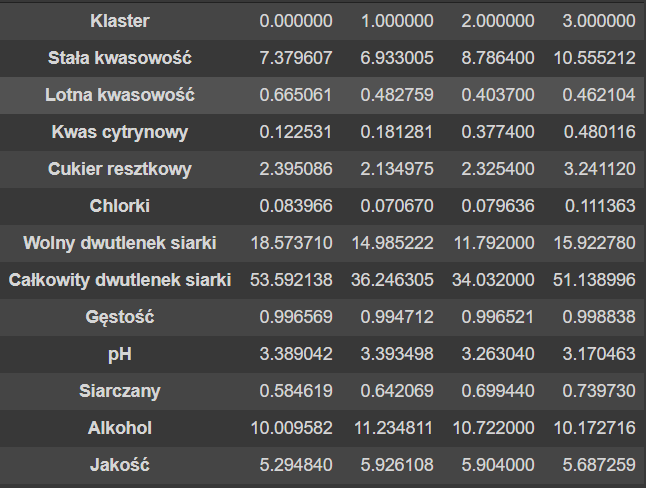 Klaster 0.000000 1.000000 2.000000 3.000000
Stała kwasowość 7.379607 6.933005 8.786400 10.555212
Lotna kwasowość 0.665061 0.482759 0.403700 0.462104
Kwas cytrynowy 0.122531 0.181281 0.377400 0.480116
Cukier resztkowy 2.395086 2.134975 2.325400 3.241120
Chlorki 0.083966 0.070670 0.079636 0.111363
Wolny dwutlenek siarki 18.573710 14.985222 11.792000 15.922780
Całkowity dwutlenek siarki 53.592138 36.246305 34.032000 51.138996
Gęstość 0.996569 0.994712 0.996521 0.998838
pH 3.389042 3.393498 3.263040 3.170463
Siarczany 0.584619 0.642069 0.699440 0.739730
Alkohol 10.009582 11.234811 10.722000 10.172716
Jakość 5.294840 5.926108 5.904000 5.687259